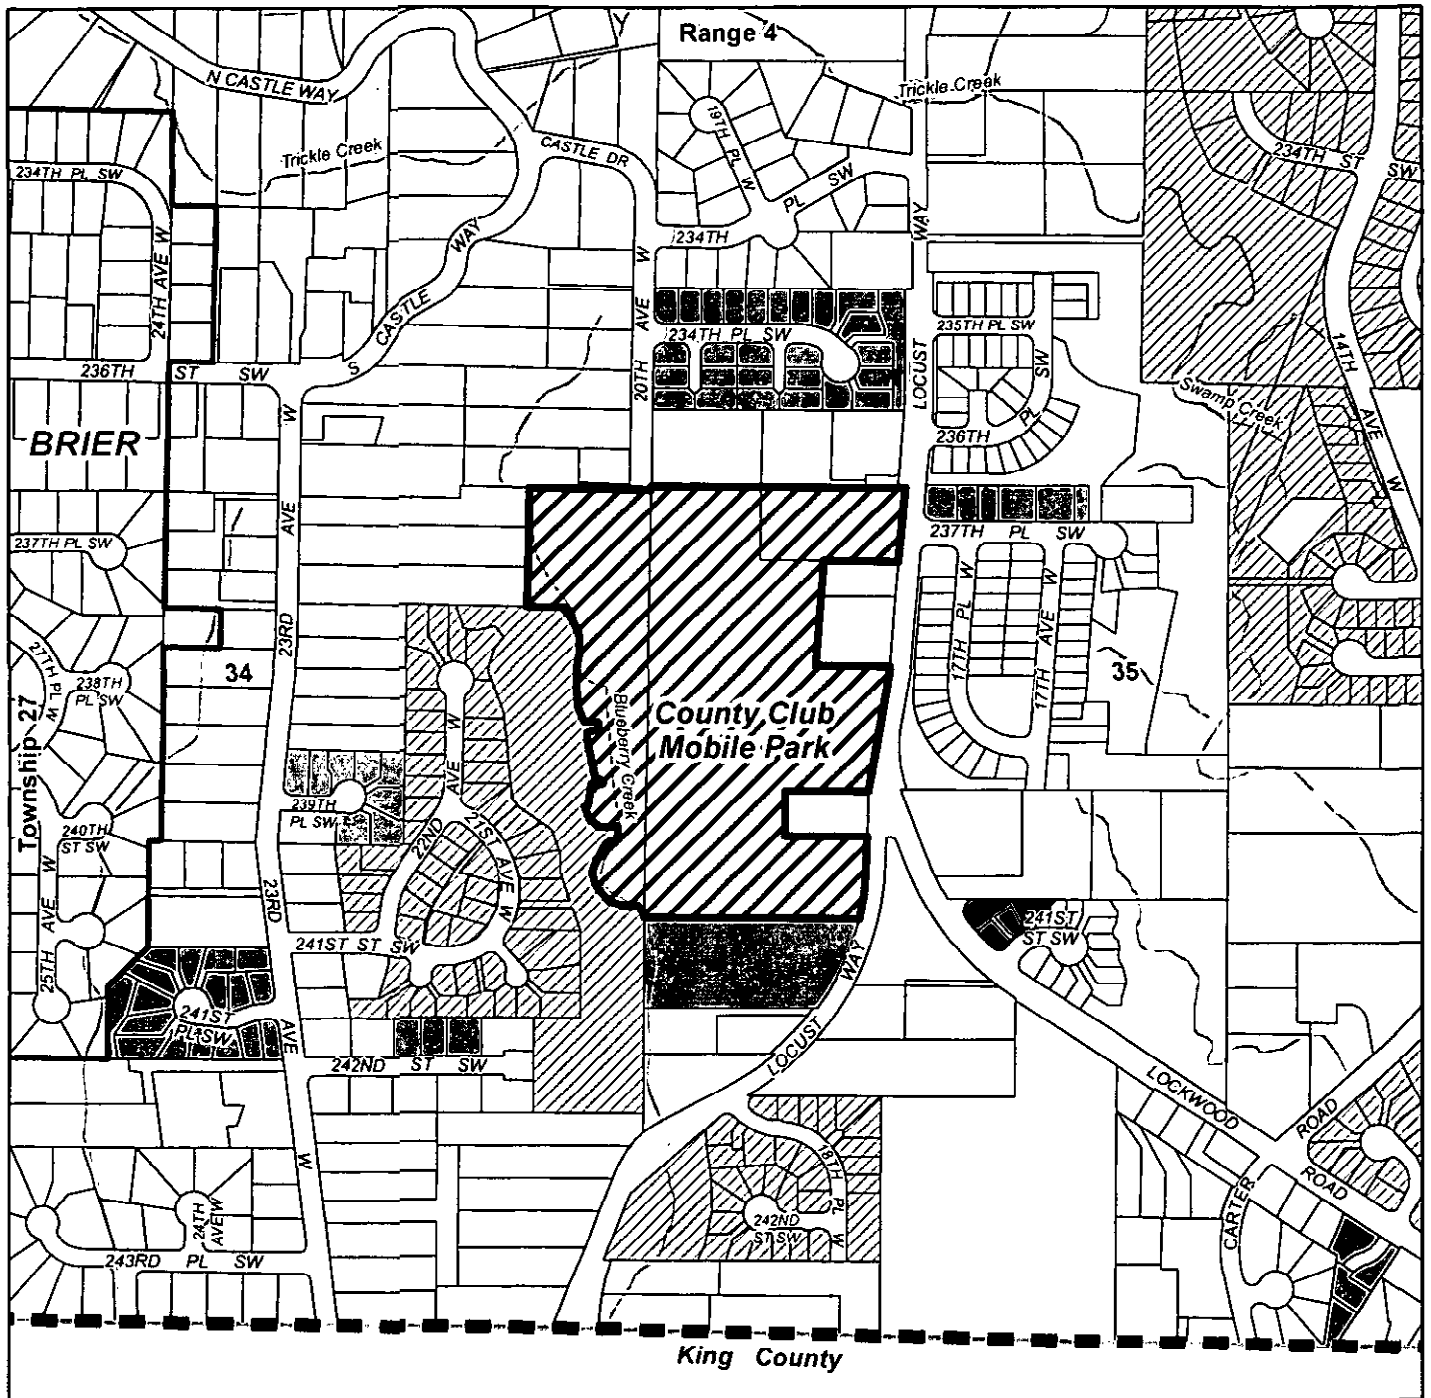 Range 4
N CASTLE WAY
Trickle Creek
Trickle Creek
CASTLE DR
19TH PL W
234TH PL SW
234TH PL SW
24TH AVE W
234TH ST SW
S CASTLE WAY
20TH AVE W
234TH PL SW
LOCUST WAY
235TH PL SW
236TH PL SW
14TH AVE W
Swamp Creek
236TH ST SW
BRIER
23RD AVE W
237TH PL SW
237TH PL SW
17TH PL W
17TH AVE W
27TH PL W
238TH PL SW
Township 27
34
35
County Club
Mobile Park
Blueberry Creek
239TH
PL SW
22ND AVE W
21ST AVE W
240TH
ST SW
25TH AVE W
23RD AVE W
241ST ST SW
241ST
PL SW
241ST
ST SW
242ND ST SW
LOCUST WAY
LOCKWOOD ROAD
CARTER ROAD
18TH PL W
242ND
ST SW
24TH
AVE W
243RD PL SW
King County